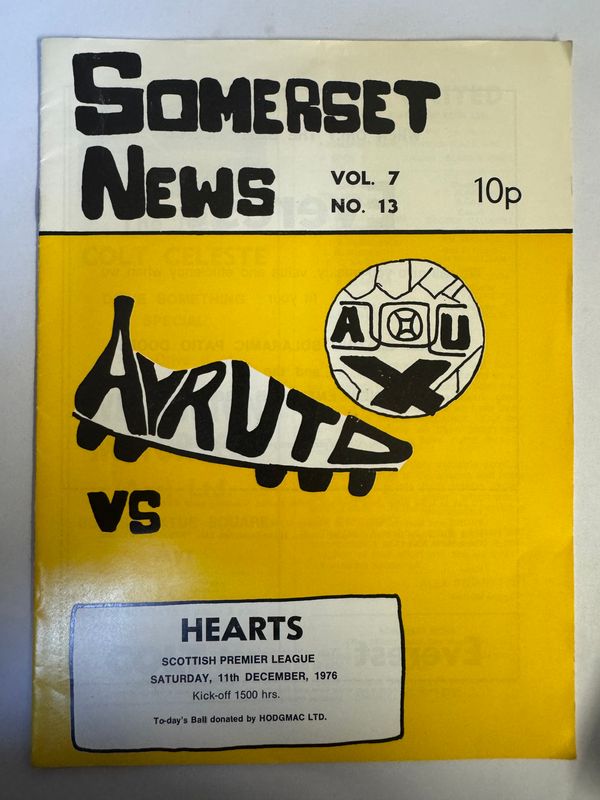 SOMERSET
NEWS
VOL. 7
NO. 13
10p
A U
AYR UTD
VS
HEARTS
SCOTTISH PREMIER LEAGUE
SATURDAY, 11th DECEMBER, 1976
Kick-off 1500 hrs.
To-day's Ball donated by HODGMAC LTD.